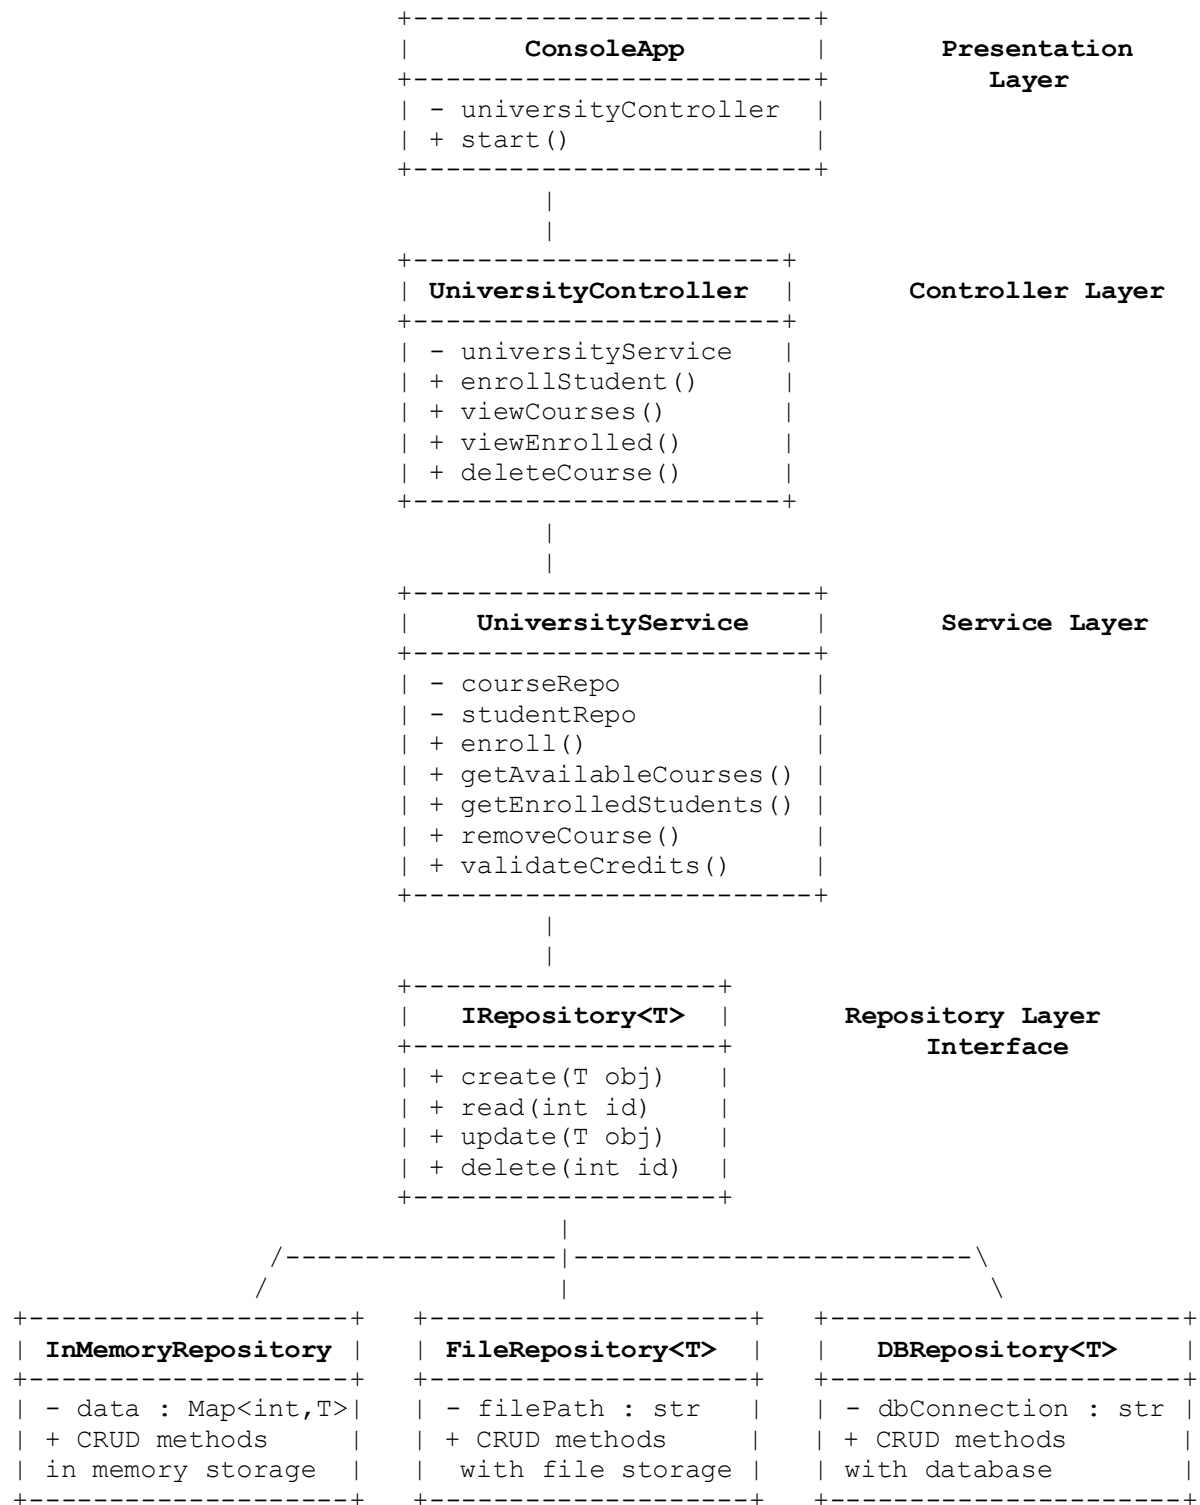 +-------------------------+
| ConsoleApp | Presentation
+-------------------------+ Layer
| - universityController |
| + start() |
+-------------------------+
|
|
+-----------------------+
| UniversityController | Controller Layer
+-----------------------+
| - universityService |
| + enrollStudent() |
| + viewCourses() |
| + viewEnrolled() |
| + deleteCourse() |
+-----------------------+
|
|
+-------------------------+
| UniversityService | Service Layer
+-------------------------+
| - courseRepo |
| - studentRepo |
| + enroll() |
| + getAvailableCourses() |
| + getEnrolledStudents() |
| + removeCourse() |
| + validateCredits() |
+-------------------------+
|
|
+-------------------+
| IRepository<T> | Repository Layer
+-------------------+ Interface
| + create(T obj) |
| + read(int id) |
| + update(T obj) |
| + delete(int id) |
+-------------------+
|
/-----------------|-------------------------\
/ | \
+--------------------+ +--------------------+ +----------------------+
| InMemoryRepository | | FileRepository<T> | | DBRepository<T> |
+--------------------+ +--------------------+ +----------------------+
| - data : Map<int,T>| | - filePath : str | | - dbConnection : str |
| + CRUD methods | | + CRUD methods | | + CRUD methods |
| in memory storage | | with file storage | | with database |
+--------------------+ +--------------------+ +----------------------+